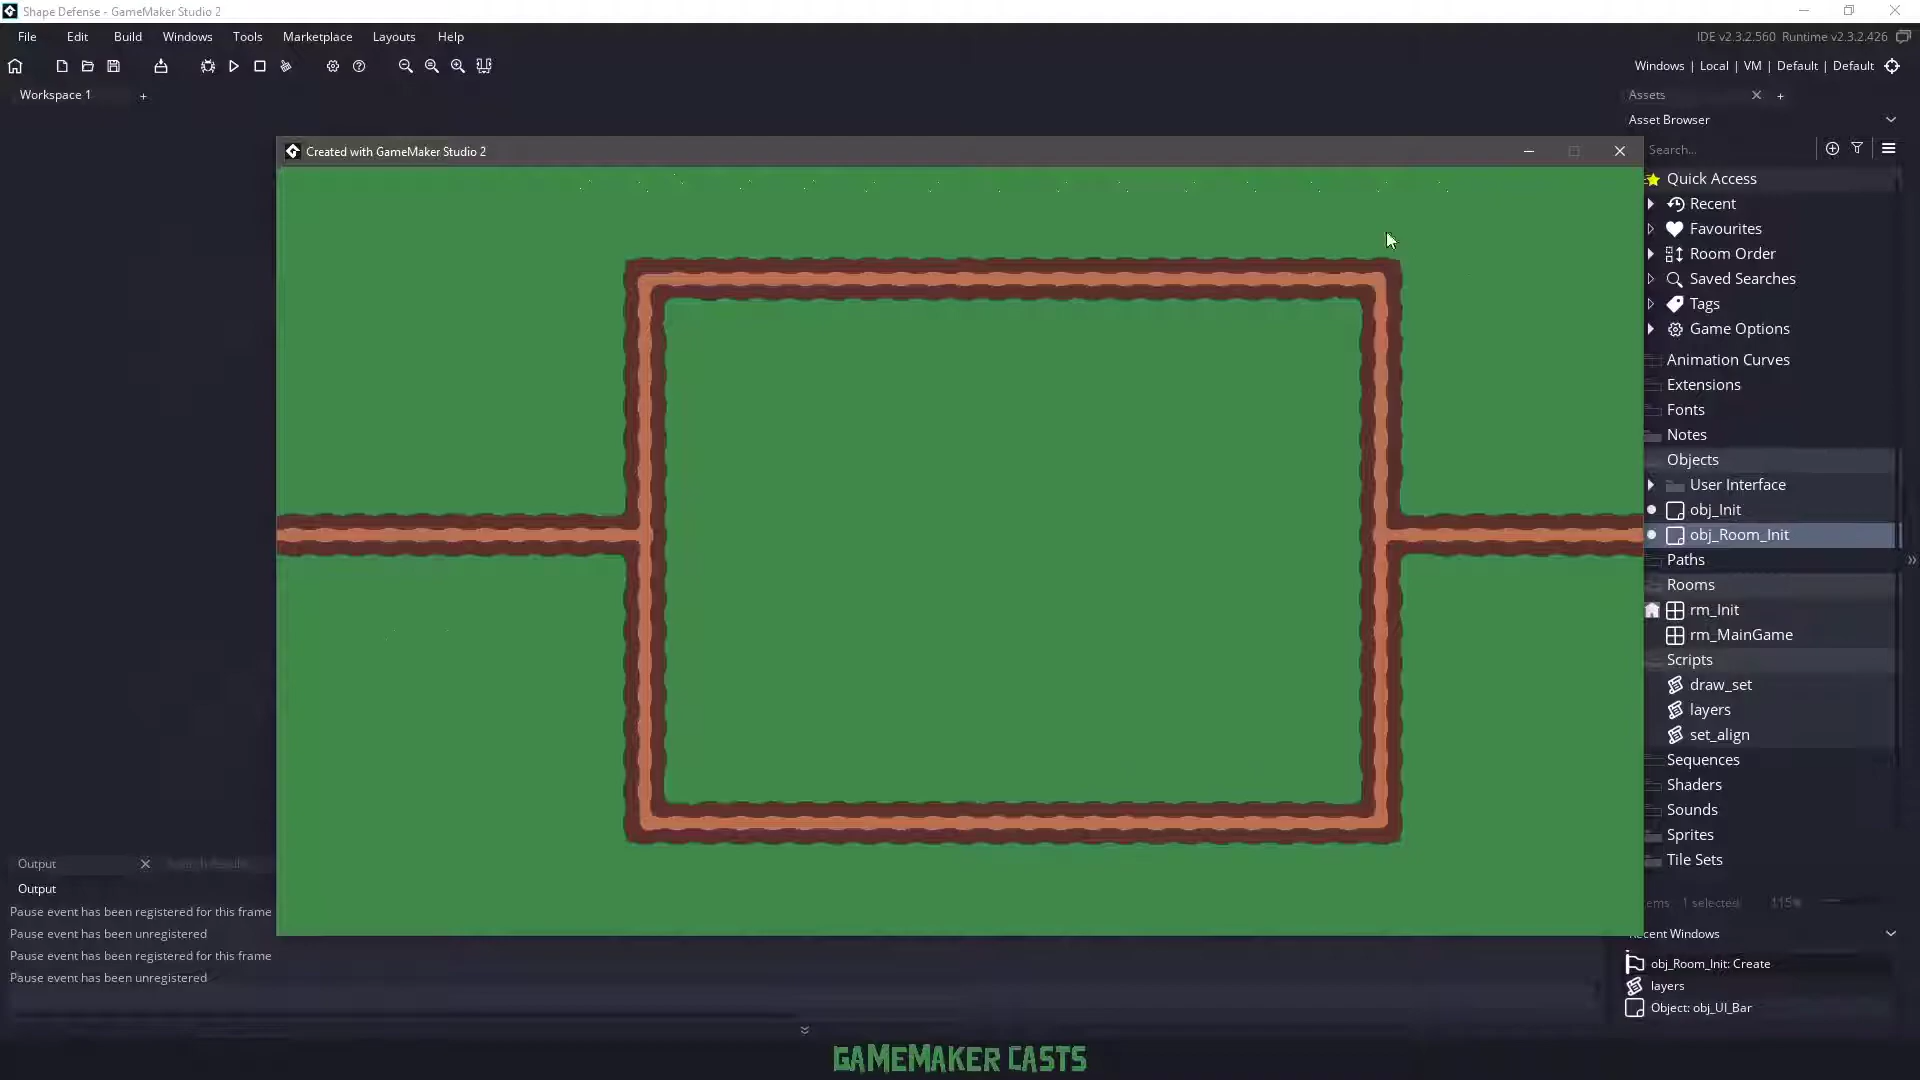 Shape Defense - GameMaker Studio 2
File Edit Build Windows Tools Marketplace Layouts Help
IDE v2.3.2.560 Runtime v2.3.2.426
Windows | Local | VM | Default | Default
Workspace 1 +
Assets
Asset Browser
Created with GameMaker Studio 2
Search...
Quick Access
Recent
Favourites
Room Order
Saved Searches
Tags
Game Options
Animation Curves
Extensions
Fonts
Notes
Objects
User Interface
obj_Init
obj_Room_Init
Paths
Rooms
rm_Init
rm_MainGame
Scripts
draw_set
layers
set_align
Sequences
Shaders
Sounds
Sprites
Tile Sets
1 selected 115%
Recent Windows
obj_Room_Init: Create
layers
Object: obj_UI_Bar
Output
Output
Pause event has been registered for this frame
Pause event has been unregistered
Pause event has been registered for this frame
Pause event has been unregistered
GAMEMAKER CASTS